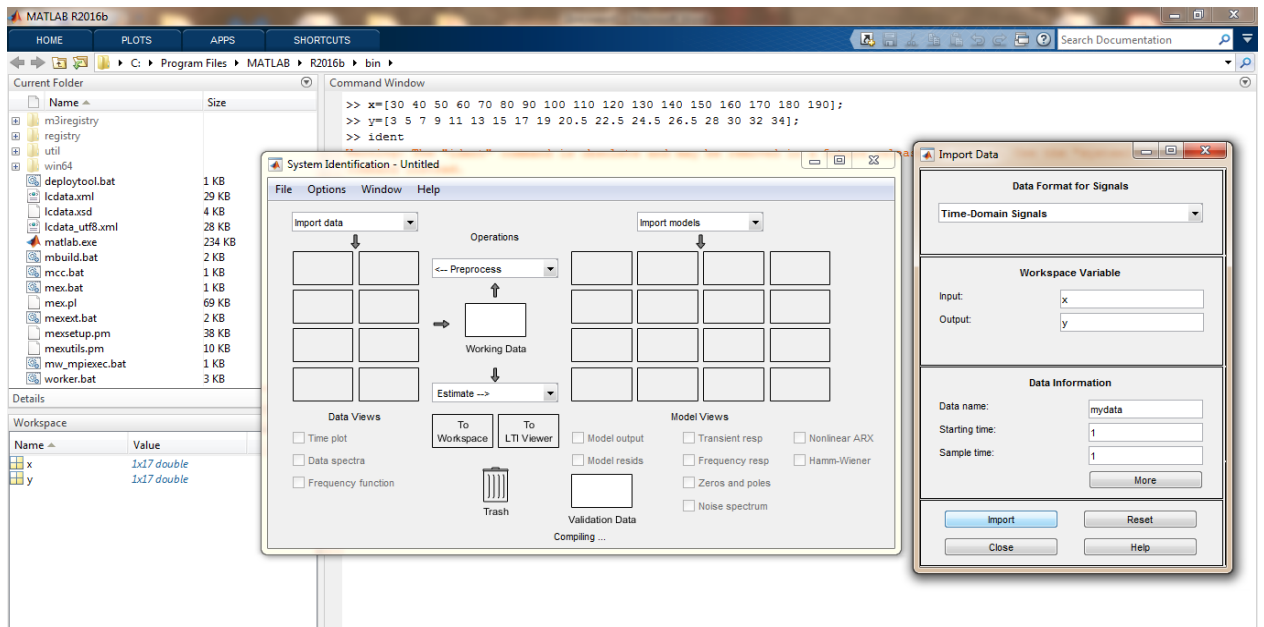 MATLAB R2016b
HOME PLOTS APPS SHORTCUTS
Search Documentation
C: Program Files MATLAB R2016b bin
Current Folder
Name Size
m3iregistry
registry
util
win64
deploytool.bat 1 KB
lcdata.xml 29 KB
lcdata.xsd 4 KB
lcdata_utf8.xml 28 KB
matlab.exe 234 KB
mbuild.bat 2 KB
mcc.bat 1 KB
mex.bat 1 KB
mex.pl 69 KB
mexext.bat 2 KB
mexsetup.pm 38 KB
mexutils.pm 10 KB
mw_mpiexec.bat 1 KB
worker.bat 3 KB
Details
Workspace
Name Value
x 1x17 double
y 1x17 double
Command Window
>> x=[30 40 50 60 70 80 90 100 110 120 130 140 150 160 170 180 190];
>> y=[3 5 7 9 11 13 15 17 19 20.5 22.5 24.5 26.5 28 30 32 34];
>> ident
System Identification - Untitled
File Options Window Help
Import data
Import models
Operations
<-- Preprocess
Working Data
Estimate -->
Data Views
Time plot
Data spectra
Frequency function
To Workspace
To LTI Viewer
Trash
Model Views
Model output Transient resp Nonlinear ARX
Model resids Frequency resp Hamm-Wiener
Zeros and poles
Noise spectrum
Validation Data
Compiling ...
Import Data
Data Format for Signals
Time-Domain Signals
Workspace Variable
Input: x
Output: y
Data Information
Data name: mydata
Starting time: 1
Sample time: 1
More
Import Reset
Close Help